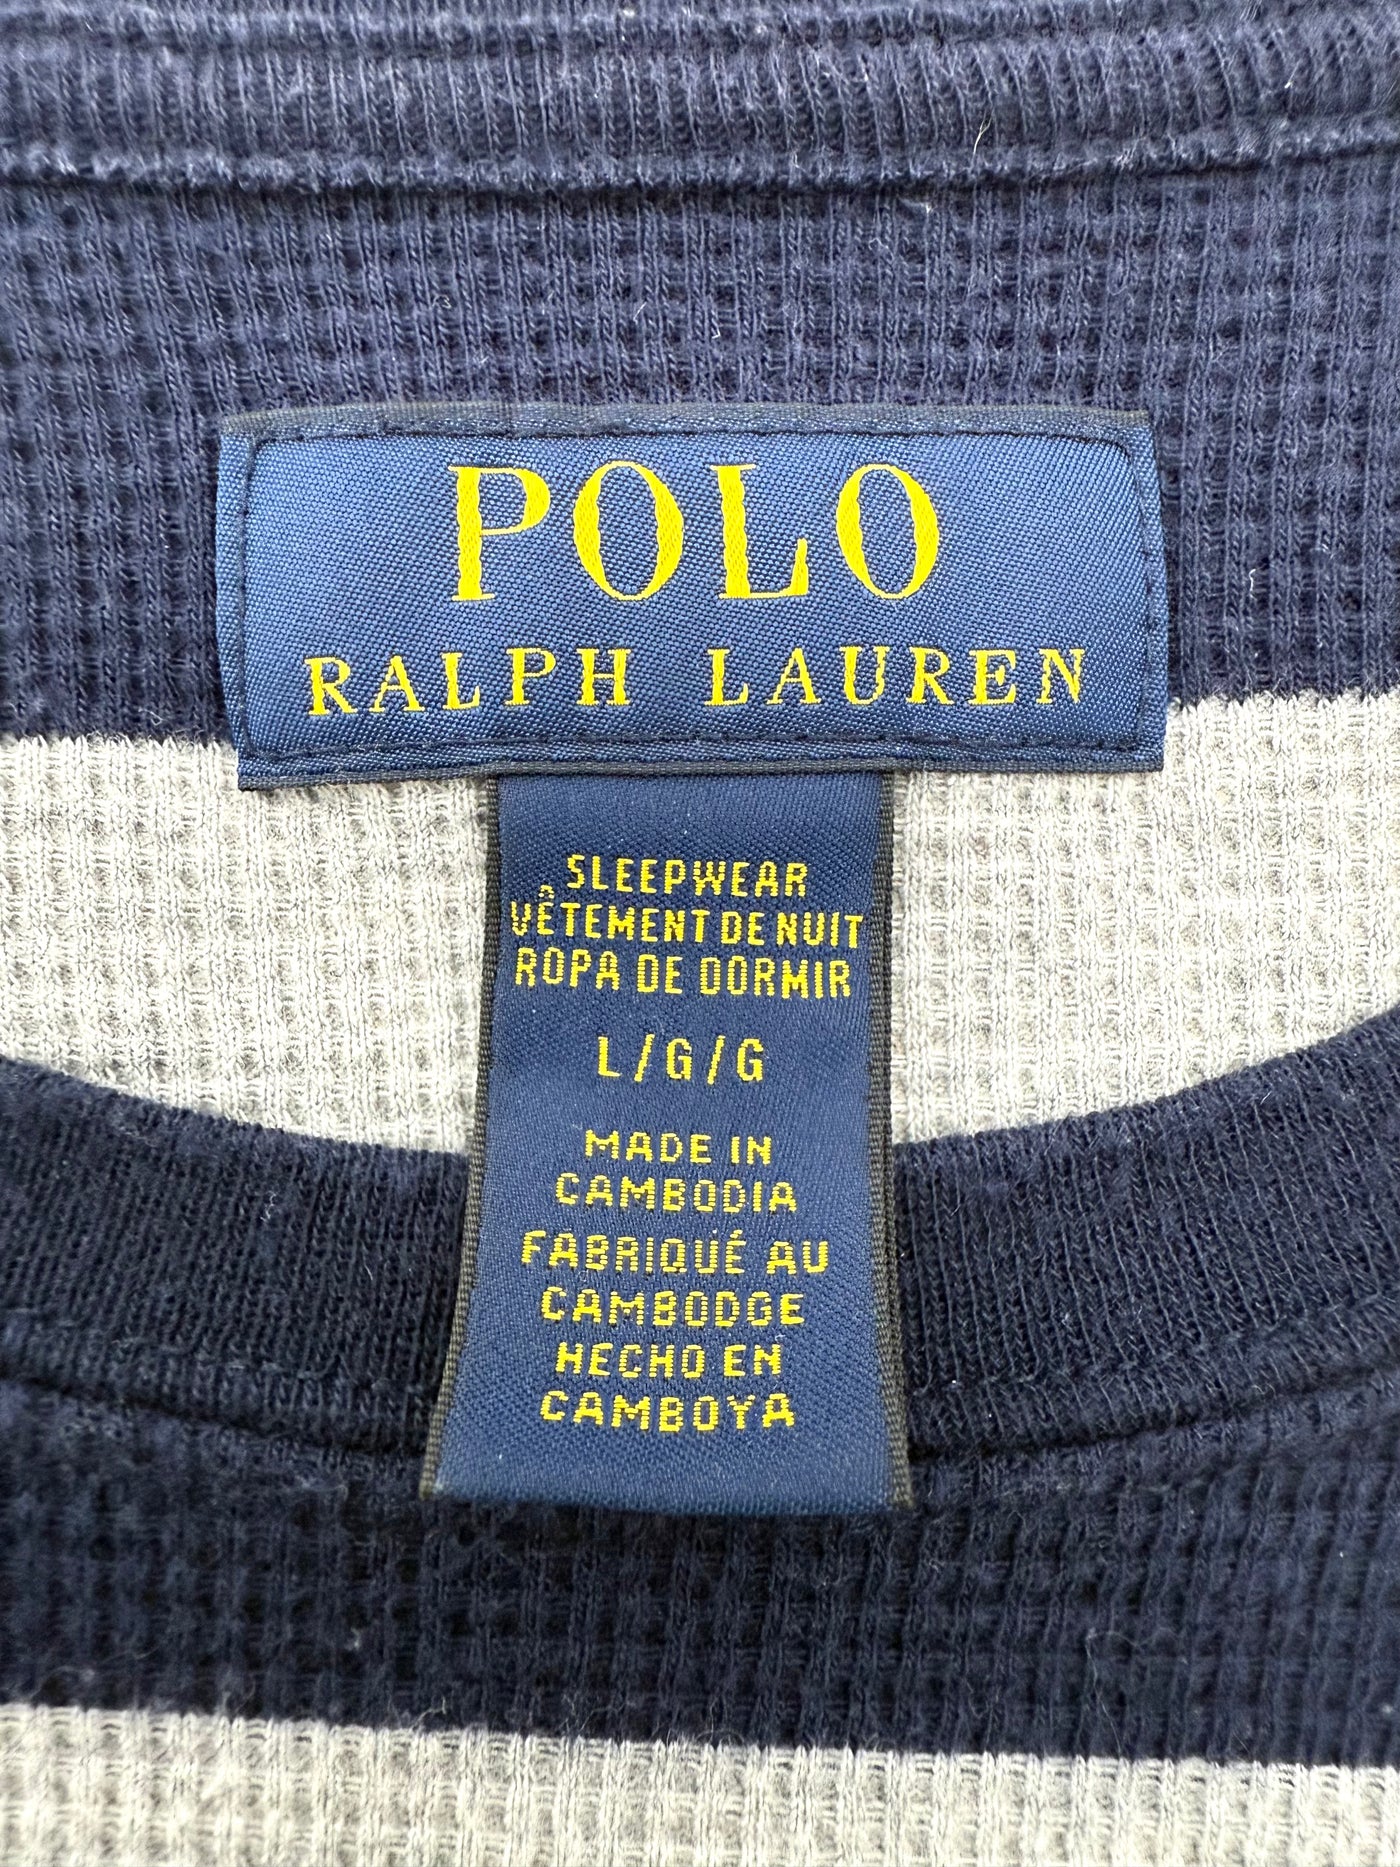 POLO
RALPH LAUREN
SLEEPWEAR
VÊTEMENT DE NUIT
ROPA DE DORMIR
L/G/G
MADE IN
CAMBODIA
FABRIQUÉ AU
CAMBODGE
HECHO EN
CAMBOYA